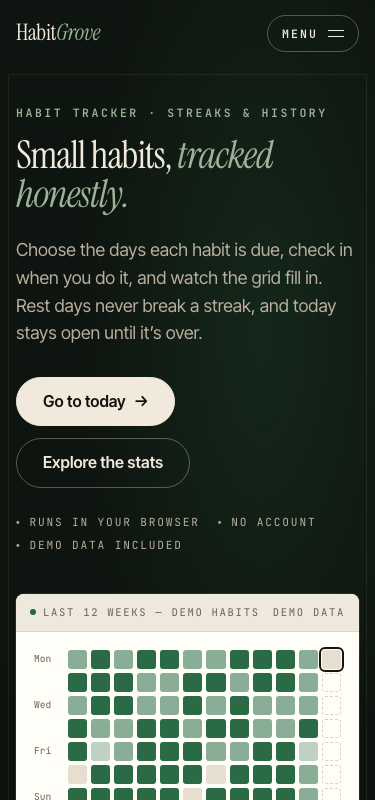 HabitGrove
MENU
HABIT TRACKER · STREAKS & HISTORY
Small habits, tracked
honestly.
Choose the days each habit is due, check in
when you do it, and watch the grid fill in.
Rest days never break a streak, and today
stays open until it’s over.
Go to today →
Explore the stats
RUNS IN YOUR BROWSER
NO ACCOUNT
DEMO DATA INCLUDED
LAST 12 WEEKS — DEMO HABITS
DEMO DATA
Mon
Wed
Fri
Sun